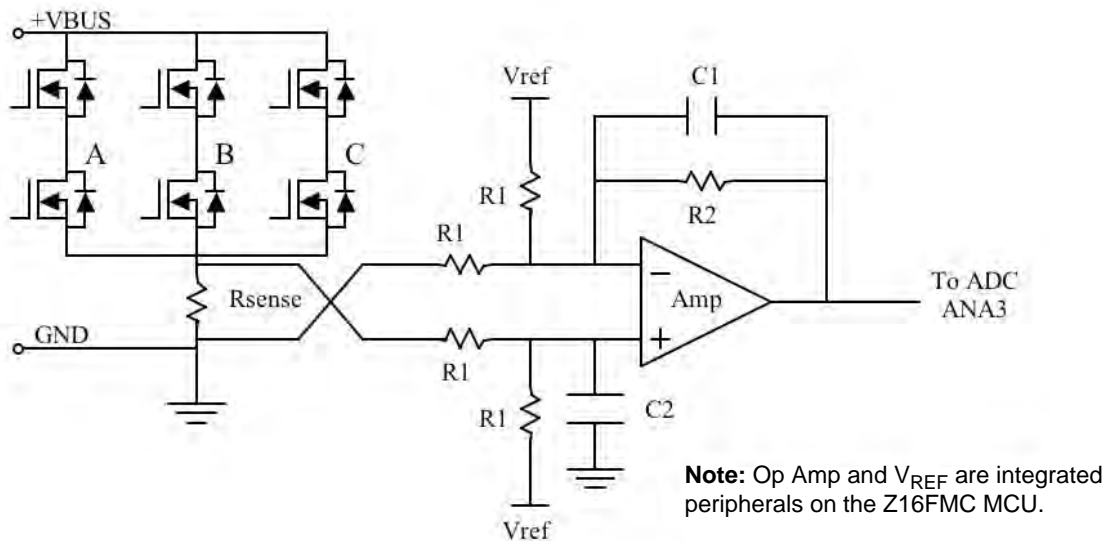 +VBUS
A
B
C
Rsense
GND
Vref
R1
R1
C1
R2
Amp
To ADC
ANA3
R1
R1
C2
Vref
Note: Op Amp and VREF are integrated
peripherals on the Z16FMC MCU.